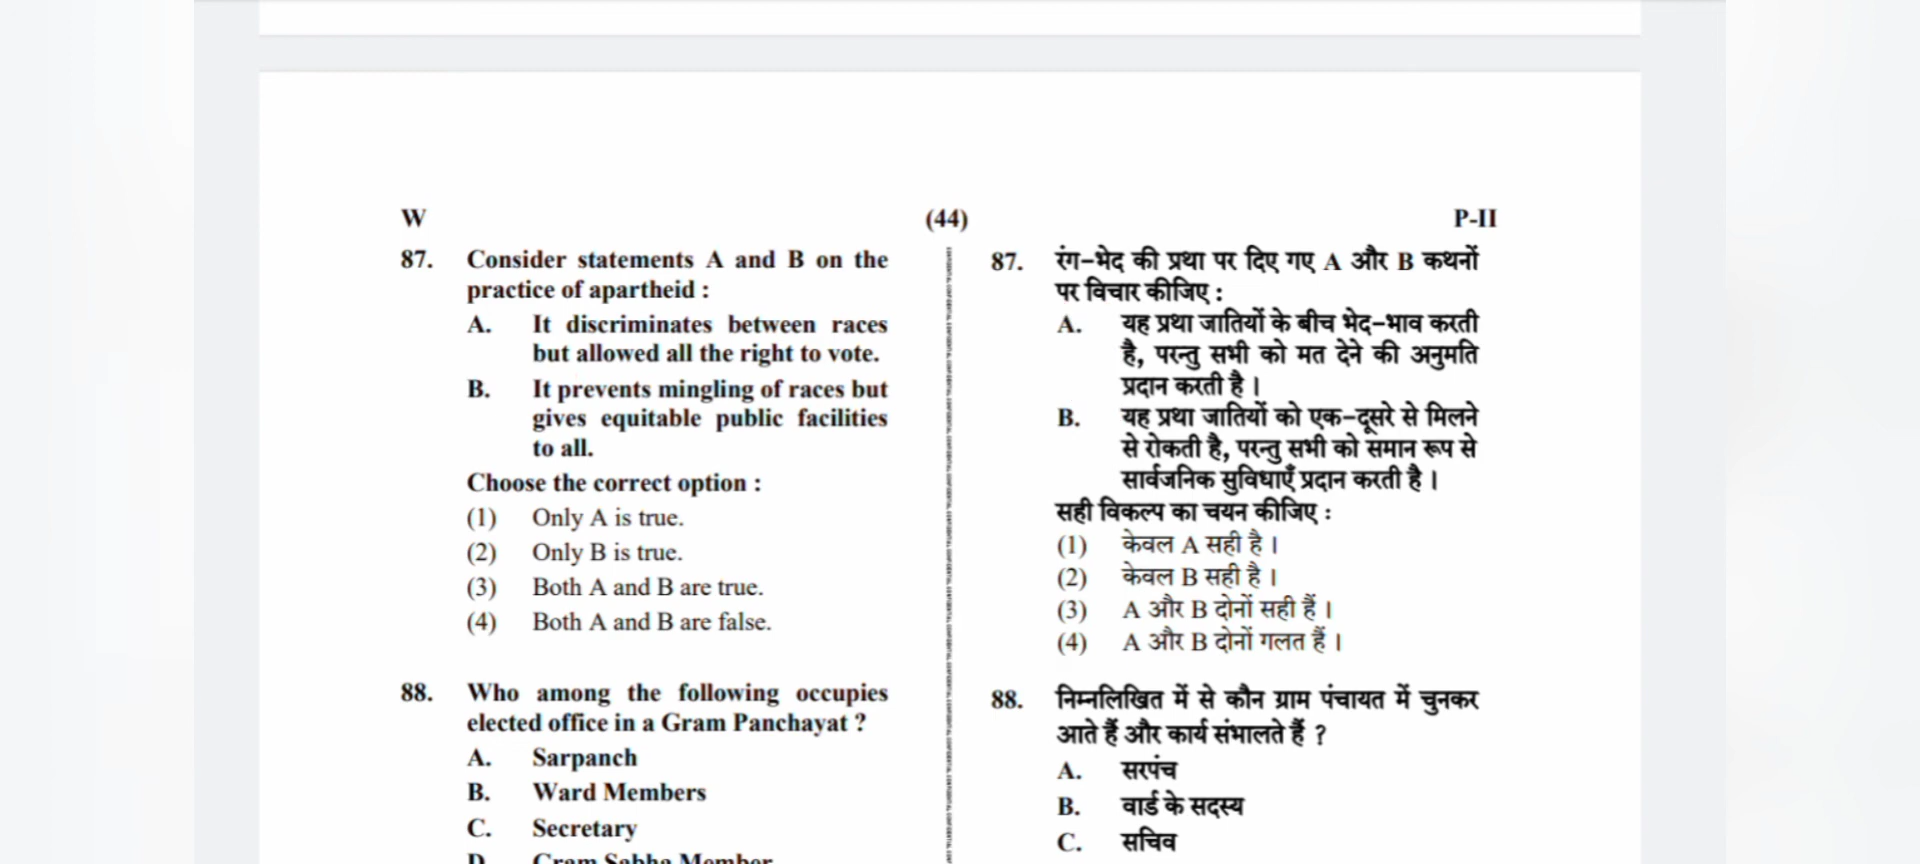 W (44) P-II
87. Consider statements A and B on the
practice of apartheid :
A. It discriminates between races
but allowed all the right to vote.
B. It prevents mingling of races but
gives equitable public facilities
to all.
Choose the correct option :
(1) Only A is true.
(2) Only B is true.
(3) Both A and B are true.
(4) Both A and B are false.
88. Who among the following occupies
elected office in a Gram Panchayat ?
A. Sarpanch
B. Ward Members
C. Secretary
D. Gram Sabha Member
87. रंग-भेद की प्रथा पर दिए गए A और B कथनों
पर विचार कीजिए :
A. यह प्रथा जातियों के बीच भेद-भाव करती
है, परन्तु सभी को मत देने की अनुमति
प्रदान करती है ।
B. यह प्रथा जातियों को एक-दूसरे से मिलने
से रोकती है, परन्तु सभी को समान रूप से
सार्वजनिक सुविधाएँ प्रदान करती है ।
सही विकल्प का चयन कीजिए :
(1) केवल A सही है ।
(2) केवल B सही है ।
(3) A और B दोनों सही हैं ।
(4) A और B दोनों गलत हैं ।
88. निम्नलिखित में से कौन ग्राम पंचायत में चुनकर
आते हैं और कार्य संभालते हैं ?
A. सरपंच
B. वार्ड के सदस्य
C. सचिव